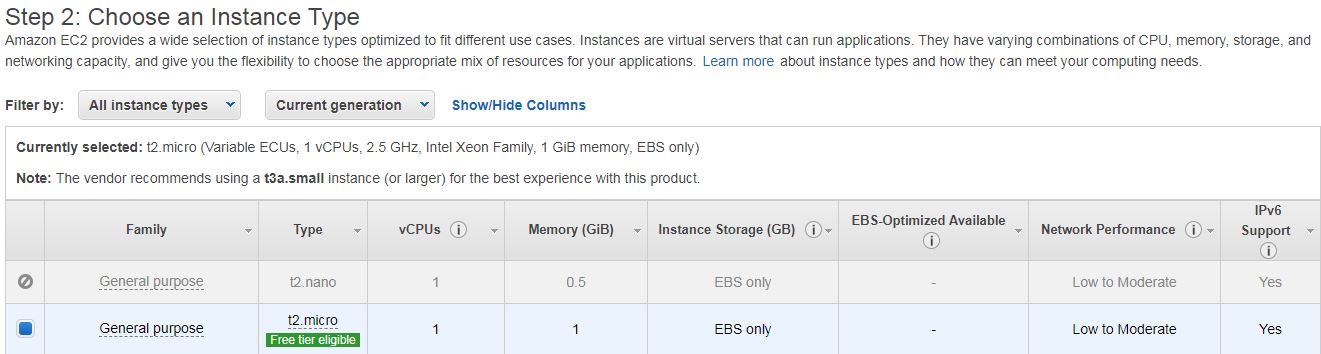 Step 2: Choose an Instance Type
Amazon EC2 provides a wide selection of instance types optimized to fit different use cases. Instances are virtual servers that can run applications. They have varying combinations of CPU, memory, storage, and
networking capacity, and give you the flexibility to choose the appropriate mix of resources for your applications. Learn more about instance types and how they can meet your computing needs.
Filter by: All instance types Current generation Show/Hide Columns
Currently selected: t2.micro (Variable ECUs, 1 vCPUs, 2.5 GHz, Intel Xeon Family, 1 GiB memory, EBS only)
Note: The vendor recommends using a t3a.small instance (or larger) for the best experience with this product.
Family Type vCPUs Memory (GiB) Instance Storage (GB) EBS-Optimized Available Network Performance IPv6 Support
General purpose t2.nano 1 0.5 EBS only - Low to Moderate Yes
General purpose t2.micro 1 1 EBS only - Low to Moderate Yes
Free tier eligible